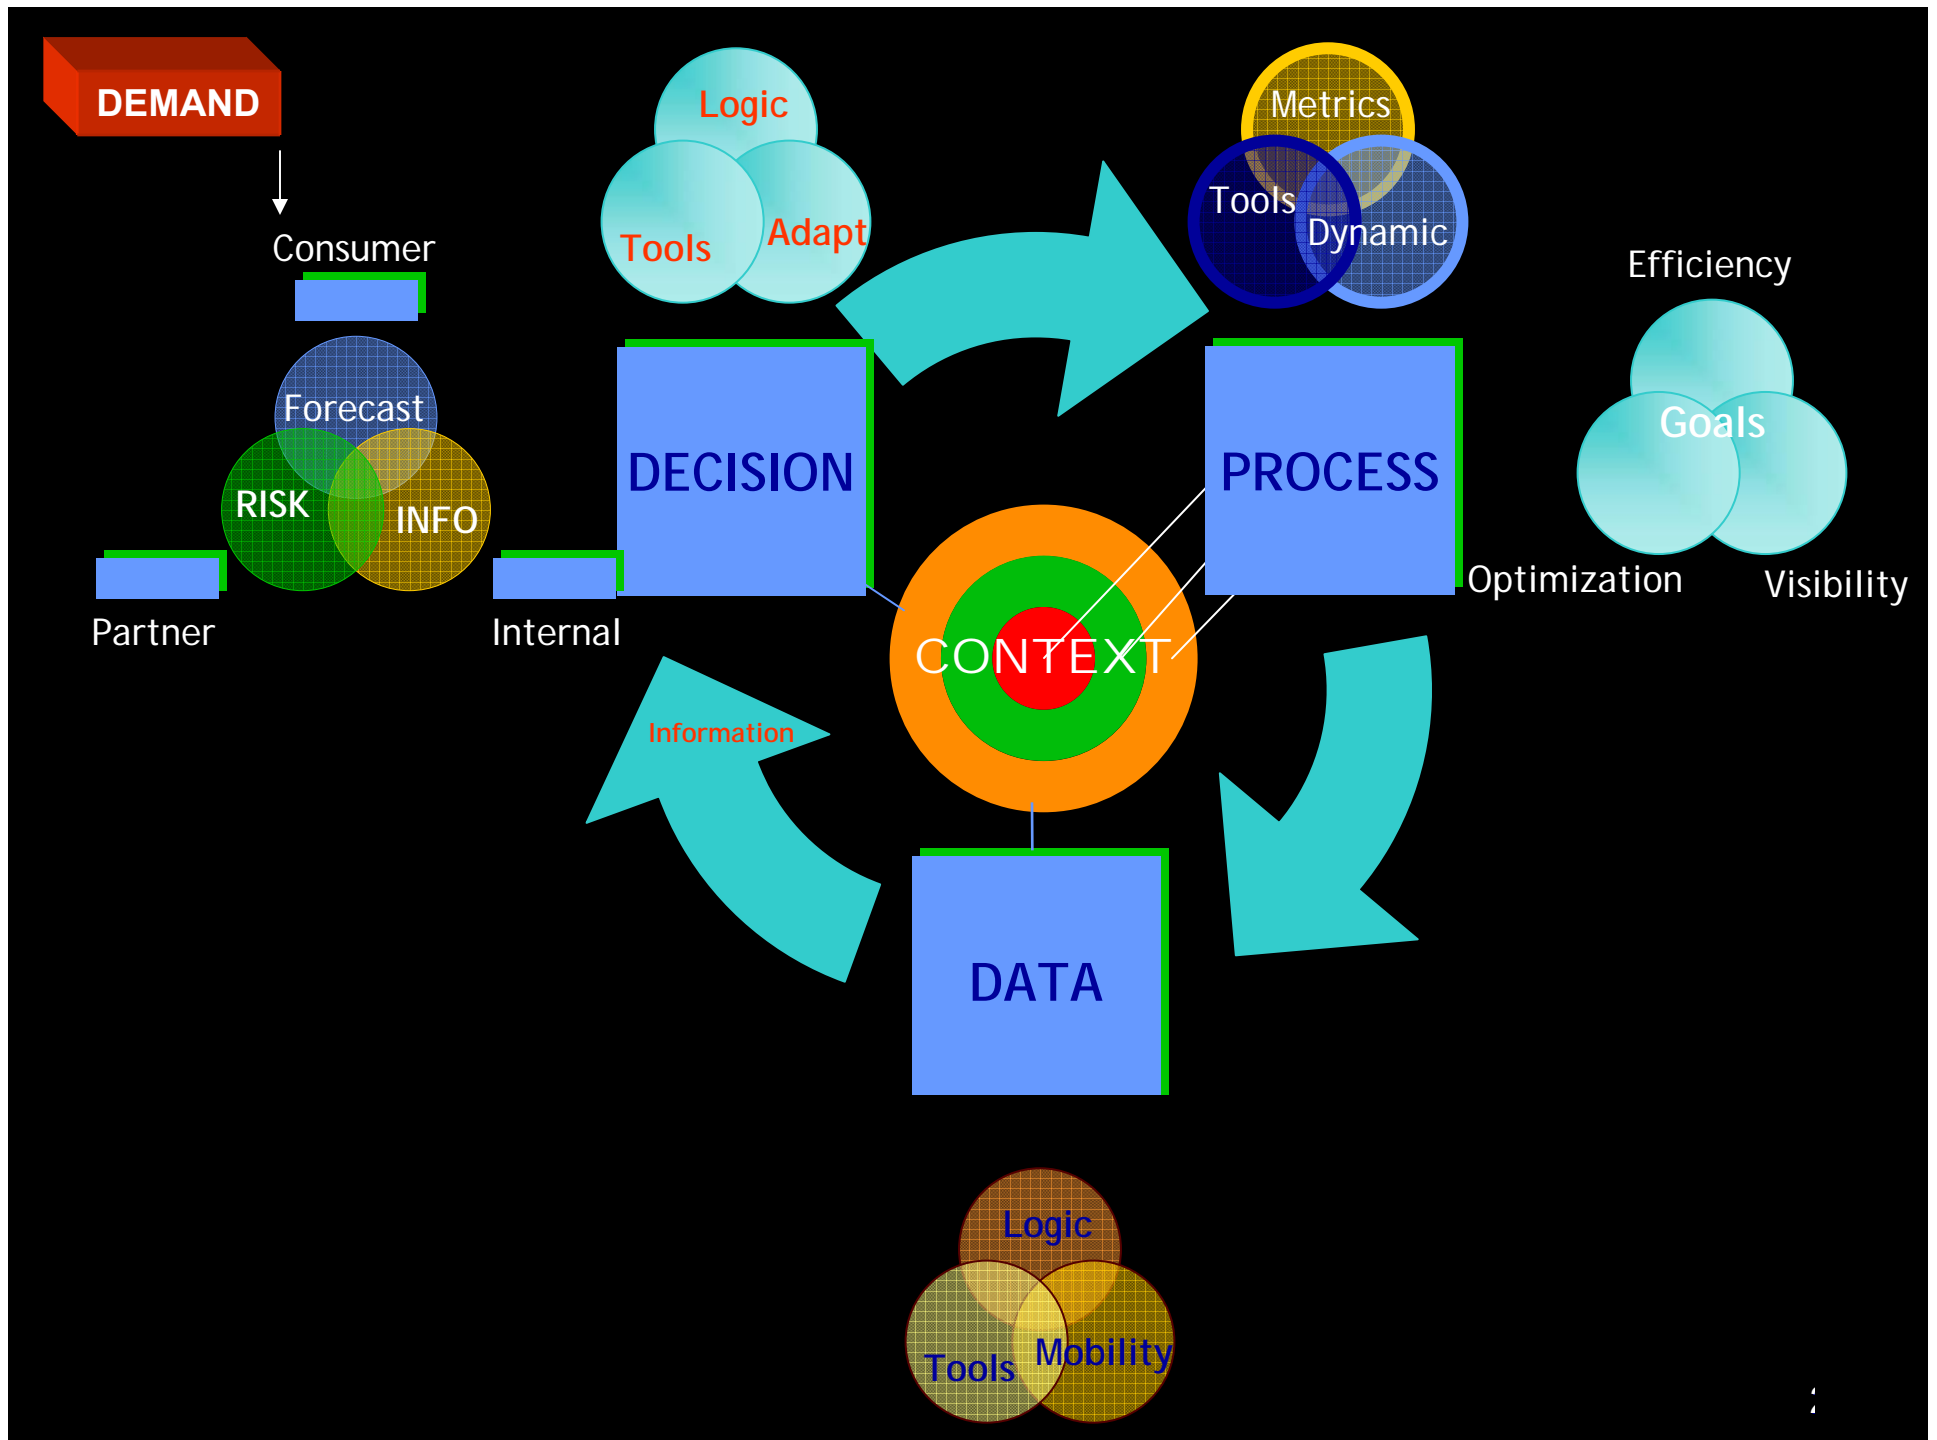 DEMAND
Consumer
Forecast
RISK
INFO
Partner
Internal
Logic
Tools
Adapt
Metrics
Tools
Dynamic
Efficiency
Goals
Optimization
Visibility
DECISION
PROCESS
CONTEXT
Information
DATA
Logic
Tools
Mobility